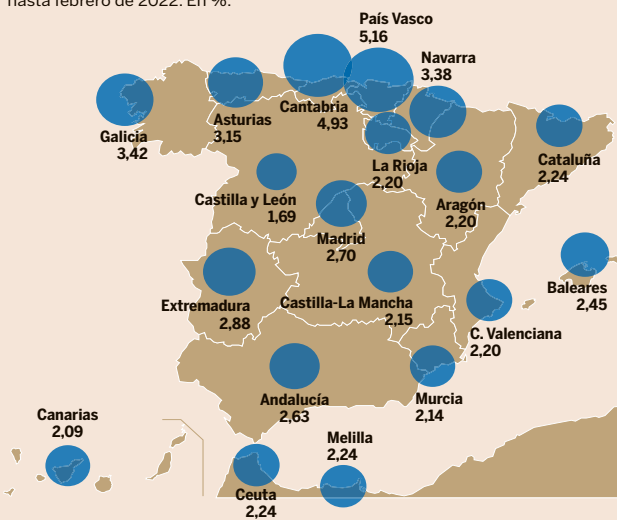 hasta febrero de 2022. En %.
País Vasco
5,16
Navarra
3,38
Cantabria
4,93
Asturias
3,15
Galicia
3,42
La Rioja
2,20
Cataluña
2,24
Aragón
2,20
Castilla y León
1,69
Madrid
2,70
Baleares
2,45
Extremadura
2,88
Castilla-La Mancha
2,15
C. Valenciana
2,20
Andalucía
2,63
Murcia
2,14
Canarias
2,09
Melilla
2,24
Ceuta
2,24